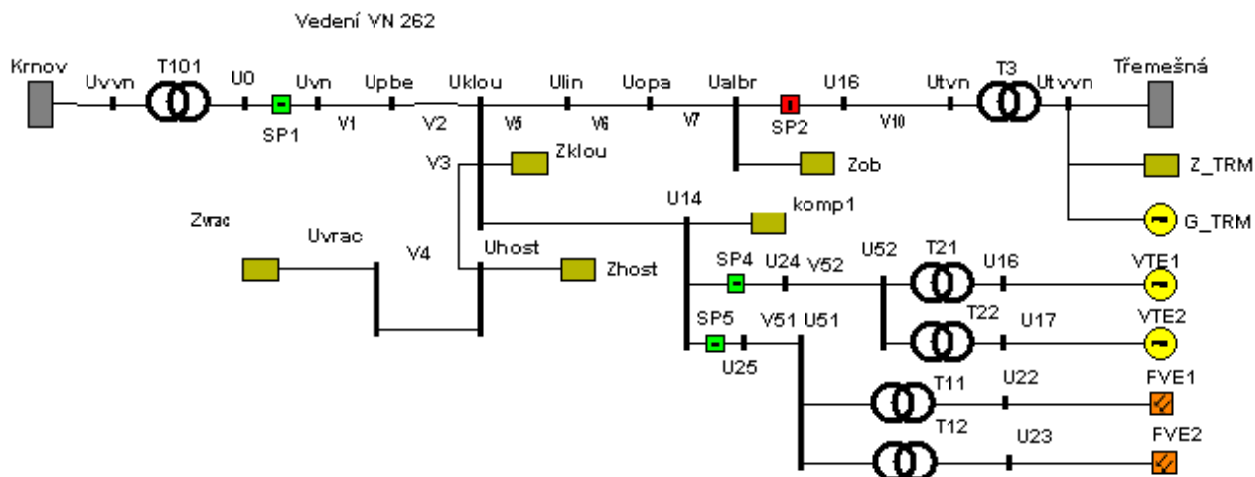 Vedení VN 262
Krnov
Uvvn
T101
U0
Uvn
Upbe
Uklou
Ulin
Uopa
Ualbr
U16
Utvn
T3
Utvvn
Třemešná
SP1
V1
V2
V5
V6
V7
SP2
V10
V3
Zklou
Zob
Z_TRM
U14
komp1
G_TRM
Zvrac
Uvrac
V4
Uhost
Zhost
SP4
U24
V52
U52
T21
U16
VTE1
SP5
V51
U51
T22
U17
VTE2
U25
T11
U22
FVE1
T12
U23
FVE2